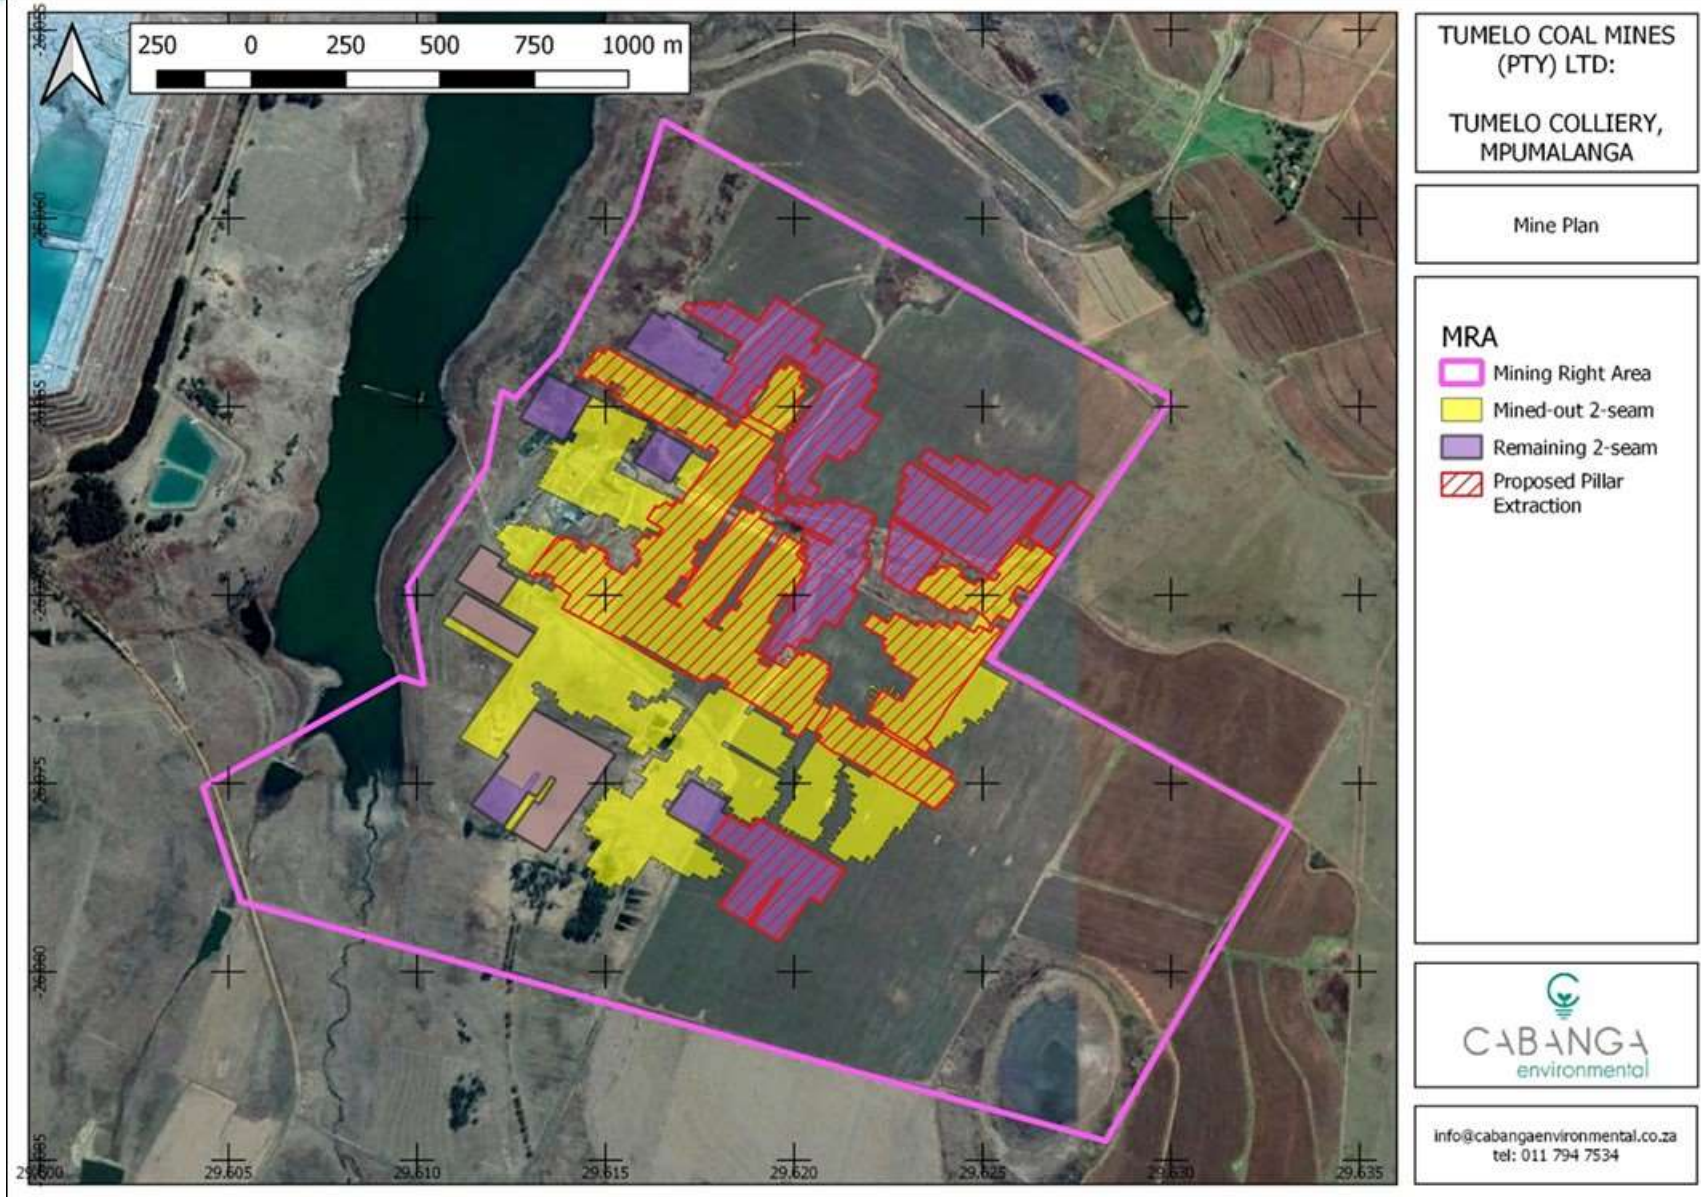 250 0 250 500 750 1000 m
TUMELO COAL MINES
(PTY) LTD:
TUMELO COLLIERY,
MPUMALANGA
Mine Plan
MRA
Mining Right Area
Mined-out 2-seam
Remaining 2-seam
Proposed Pillar
Extraction
CABANGA
environmental
info@cabangaenvironmental.co.za
tel: 011 794 7534
29.600 29.605 29.610 29.615 29.620 29.625 29.630 29.635